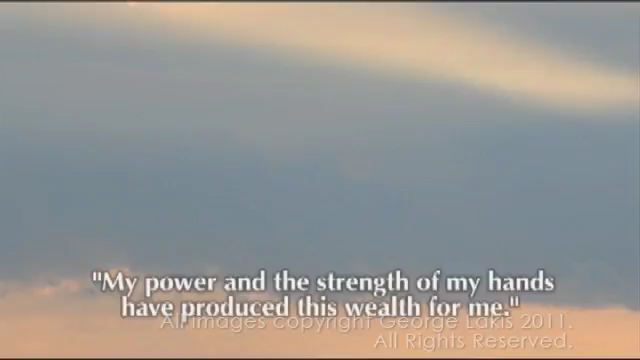 "My power and the strength of my hands
have produced this wealth for me."
All images copyright George Lakis 2011.
All Rights Reserved.